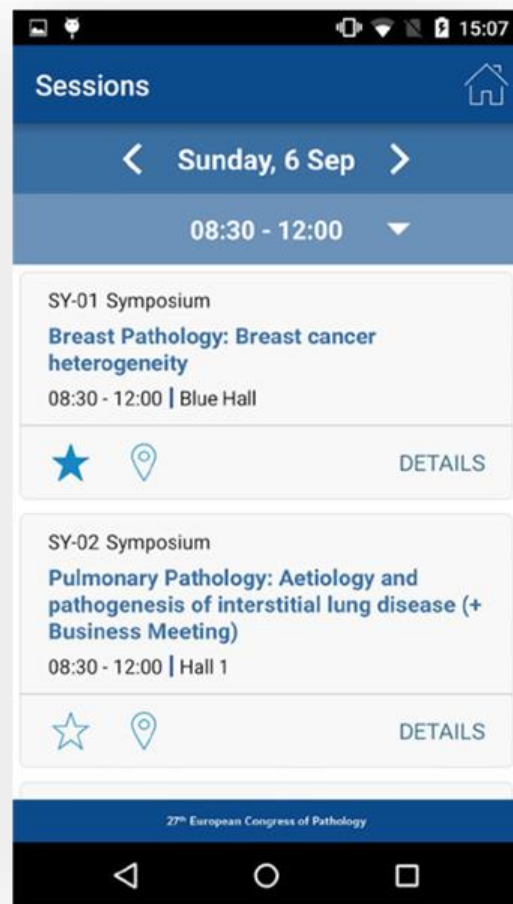 15:07
Sessions
Sunday, 6 Sep
08:30 - 12:00
SY-01 Symposium
Breast Pathology: Breast cancer
heterogeneity
08:30 - 12:00 | Blue Hall
DETAILS
SY-02 Symposium
Pulmonary Pathology: Aetiology and
pathogenesis of interstitial lung disease (+
Business Meeting)
08:30 - 12:00 | Hall 1
DETAILS
27th European Congress of Pathology